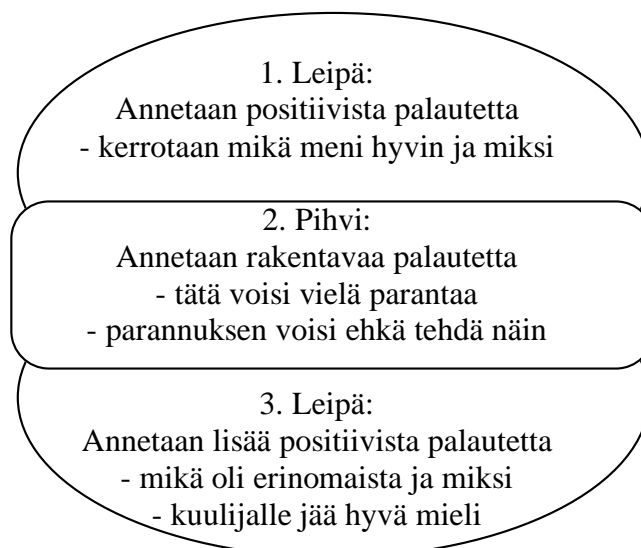 1. Leipä:
Annetaan positiivista palautetta
- kerrotaan mikä meni hyvin ja miksi
2. Pihvi:
Annetaan rakentavaa palautetta
- tätä voisi vielä parantaa
- parannuksen voisi ehkä tehdä näin
3. Leipä:
Annetaan lisää positiivista palautetta
- mikä oli erinomaista ja miksi
- kuulijalle jää hyvä mieli